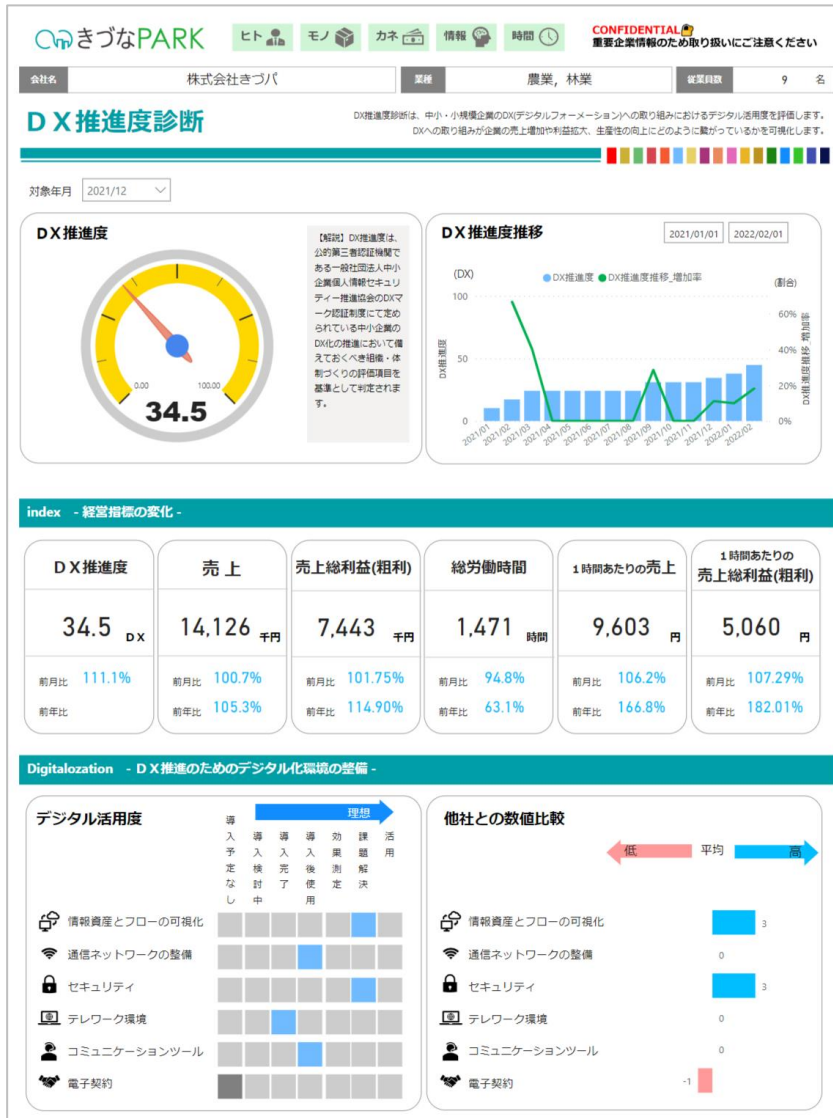 きづなPARK
ヒト
モノ
カネ
情報
時間
CONFIDENTIAL
重要企業情報のため取り扱いにご注意ください
会社名 株式会社きづパ 業種 農業，林業 従業員数 9 名
ＤＸ推進度診断
DX推進度診断は、中小・小規模企業のDX(デジタルフォーメーション)への取り組みにおけるデジタル活用度を評価します。
DXへの取り組みが企業の売上増加や利益拡大、生産性の向上にどのように繋がっているかを可視化します。
対象年月 2021/12
ＤＸ推進度
【解説】DX推進度は、
公的第三者認証機関で
ある一般社団法人中小
企業個人情報セキュリ
ティー推進協会のDXマ
ーク認証制度にて定め
られている中小企業の
DX化の推進において備
えておくべき組織・体
制づくりの評価項目を
基準として判定されま
す。
0.00 100.00
34.5
ＤＸ推進度推移
2021/01/01 2022/02/01
(DX)
DX推進度 DX推進度推移_増加率
(割合)
100
50
0
DX推進度
60%
40%
20%
0%
DX推進度推移_増加率
2021/01 2021/02 2021/03 2021/04 2021/05 2021/06 2021/07 2021/08 2021/09 2021/10 2021/11 2021/12 2022/01 2022/02
index - 経営指標の変化 -
ＤＸ推進度
34.5 DX
前月比 111.1%
前年比
売上
14,126 千円
前月比 100.7%
前年比 105.3%
売上総利益(粗利)
7,443 千円
前月比 101.75%
前年比 114.90%
総労働時間
1,471 時間
前月比 94.8%
前年比 63.1%
1時間あたりの売上
9,603 円
前月比 106.2%
前年比 166.8%
1時間あたりの
売上総利益(粗利)
5,060 円
前月比 107.29%
前年比 182.01%
Digitalozation - ＤＸ推進のためのデジタル化環境の整備 -
デジタル活用度
理想
導入予定なし
導入検討中
導入完了
導入後使用
効果測定
課題解決
活用
情報資産とフローの可視化
通信ネットワークの整備
セキュリティ
テレワーク環境
コミュニケーションツール
電子契約
他社との数値比較
低 平均 高
情報資産とフローの可視化 3
通信ネットワークの整備 0
セキュリティ 3
テレワーク環境 0
コミュニケーションツール 0
電子契約 -1